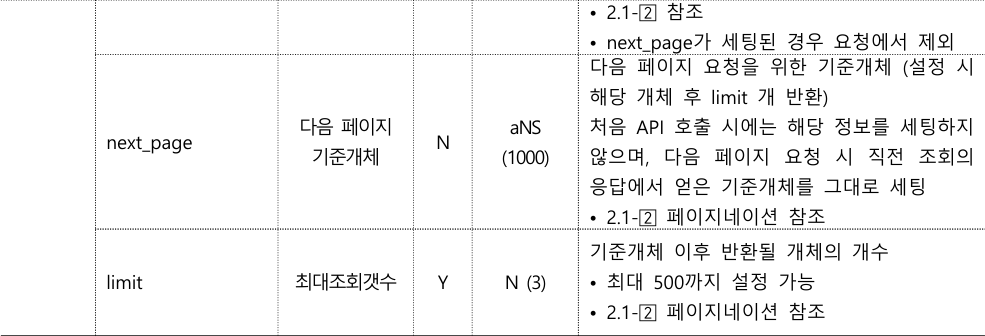 • 2.1-2 참조
• next_page가 세팅된 경우 요청에서 제외
next_page
다음 페이지
기준개체
N
aNS
(1000)
다음 페이지 요청을 위한 기준개체 (설정 시
해당 개체 후 limit 개 반환)
처음 API 호출 시에는 해당 정보를 세팅하지
않으며, 다음 페이지 요청 시 직전 조회의
응답에서 얻은 기준개체를 그대로 세팅
• 2.1-2 페이지네이션 참조
limit
최대조회갯수
Y
N (3)
기준개체 이후 반환될 개체의 개수
• 최대 500까지 설정 가능
• 2.1-2 페이지네이션 참조